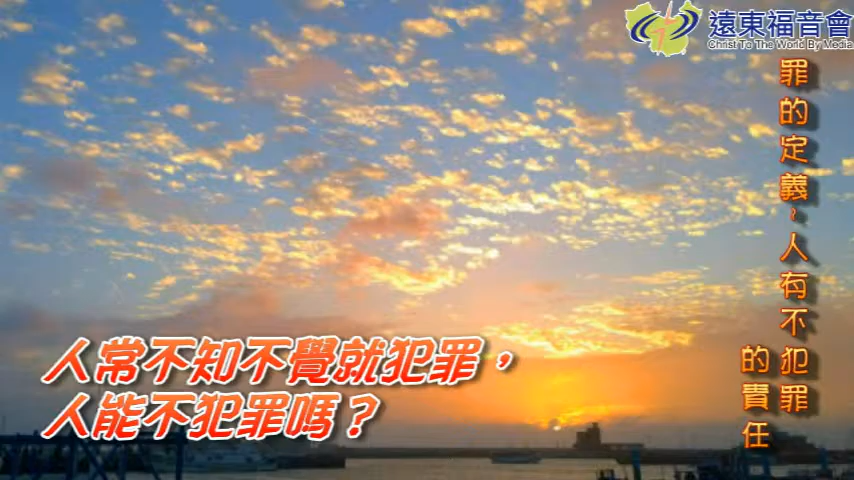 遠東福音會
Christ To The World By Media
罪的定義~人有不犯罪
的責任
人常不知不覺就犯罪，
人能不犯罪嗎？